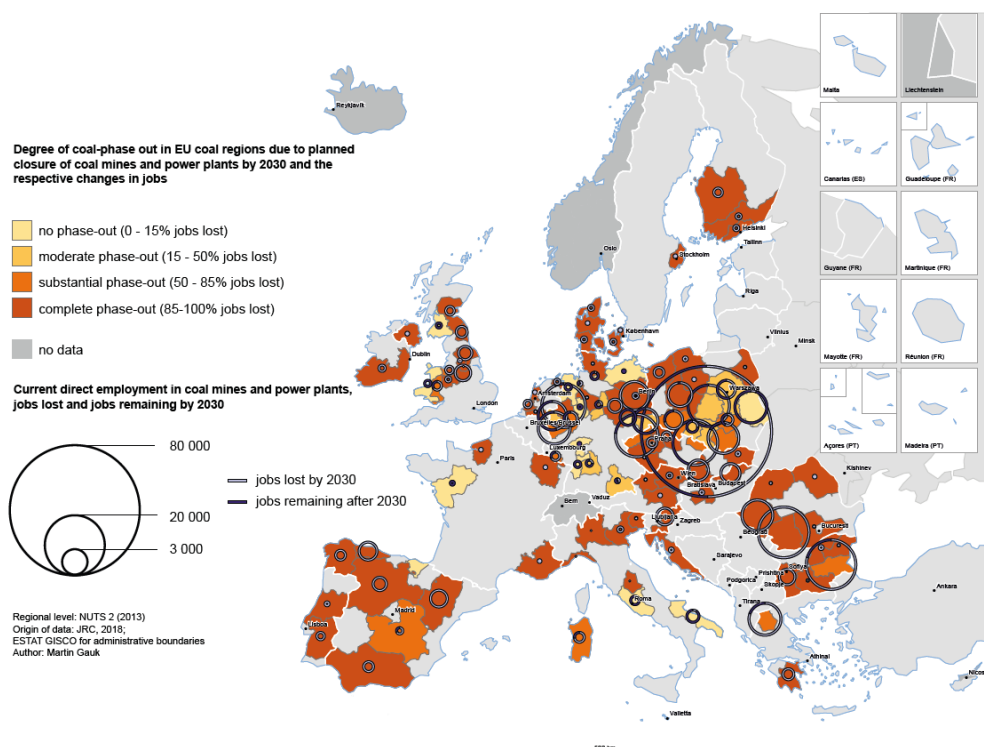 Degree of coal-phase out in EU coal regions due to planned
closure of coal mines and power plants by 2030 and the
respective changes in jobs
no phase-out (0 - 15% jobs lost)
moderate phase-out (15 - 50% jobs lost)
substantial phase-out (50 - 85% jobs lost)
complete phase-out (85-100% jobs lost)
no data
Current direct employment in coal mines and power plants,
jobs lost and jobs remaining by 2030
80 000
20 000
3 000
jobs lost by 2030
jobs remaining after 2030
Regional level: NUTS 2 (2013)
Origin of data: JRC, 2018;
ESTAT GISCO for administrative boundaries
Author: Martin Gauk
Reykjavík
Oslo
Helsinki
Tallinn
Stockholm
Riga
København
Vilnius
Minsk
Dublin
London
Amsterdam
Berlin
Warszawa
Bruxelles/Brussel
Luxembourg
Praha
Paris
Wien
Bratislava
Budapest
Kishinev
Bern
Vaduz
Ljubljana
Zagreb
Beograd
Bucuresti
Sarajevo
Prishtina
Sofiya
Podgorica
Skopje
Tirana
Roma
Madrid
Lisboa
Ankara
Athinai
Nicos
Valletta
Malta
Liechtenstein
Canarias (ES)
Guadeloupe (FR)
Guyane (FR)
Martinique (FR)
Mayotte (FR)
Réunion (FR)
Açores (PT)
Madeira (PT)